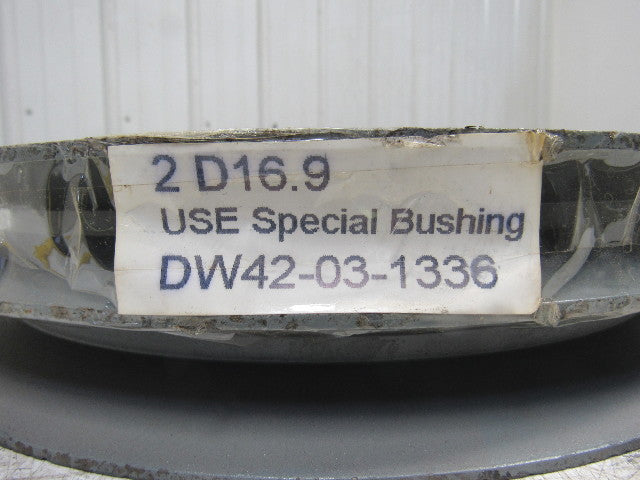 2 D16.9
USE Special Bushing
DW42-03-1336